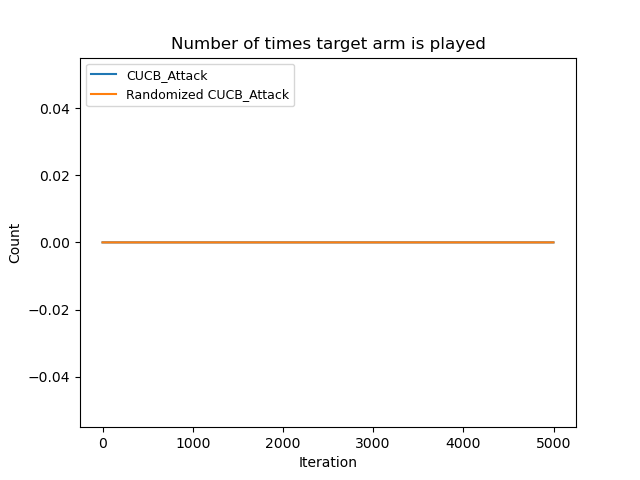 Number of times target arm is played
CUCB_Attack
Randomized CUCB_Attack
0.04
0.02
0.00
−0.02
−0.04
Count
0 1000 2000 3000 4000 5000
Iteration